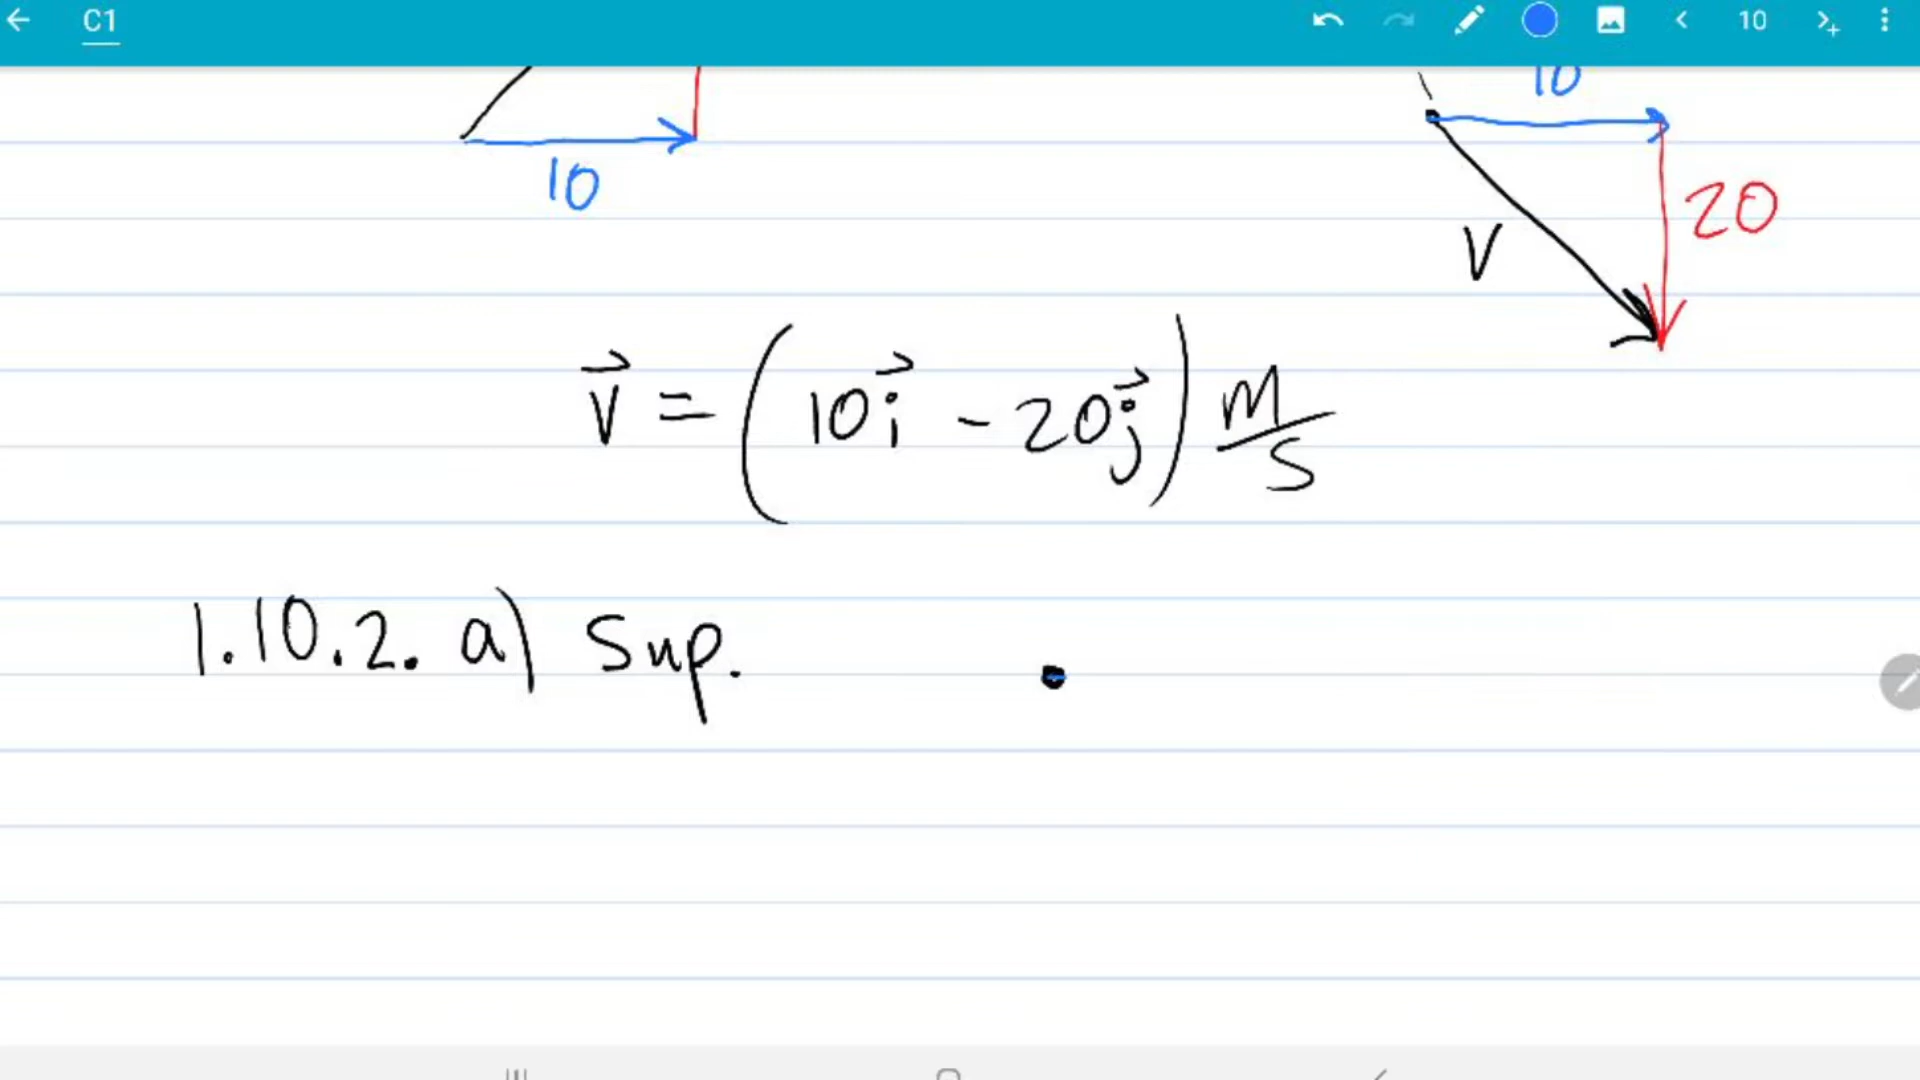 C1
10
10
10
20
V
v⃗ = (10i⃗ - 20j⃗) m/s
1.10.2. a) Sup.